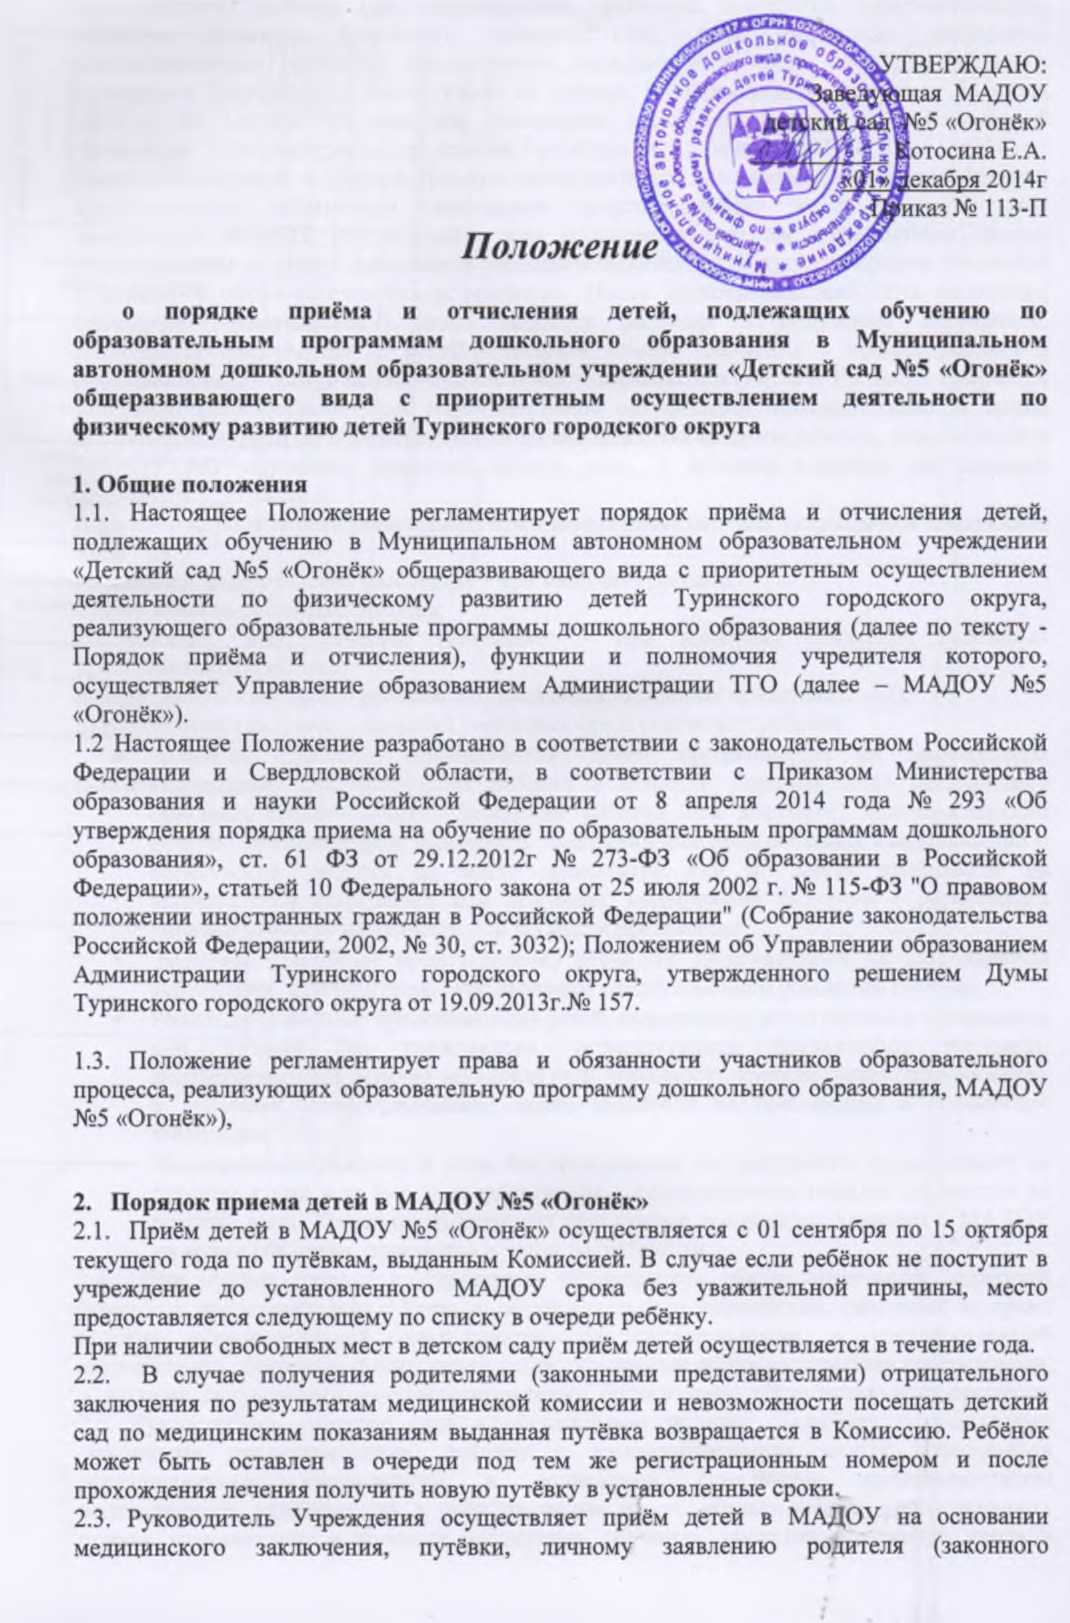 УТВЕРЖДАЮ:
Заведующая МАДОУ
детский сад №5 «Огонёк»
Котосина Е.А.
«01» декабря 2014г
Приказ № 113-П
Положение
о порядке приёма и отчисления детей, подлежащих обучению по
образовательным программам дошкольного образования в Муниципальном
автономном дошкольном образовательном учреждении «Детский сад №5 «Огонёк»
общеразвивающего вида с приоритетным осуществлением деятельности по
физическому развитию детей Туринского городского округа
1. Общие положения
1.1. Настоящее Положение регламентирует порядок приёма и отчисления детей,
подлежащих обучению в Муниципальном автономном образовательном учреждении
«Детский сад №5 «Огонёк» общеразвивающего вида с приоритетным осуществлением
деятельности по физическому развитию детей Туринского городского округа,
реализующего образовательные программы дошкольного образования (далее по тексту -
Порядок приёма и отчисления), функции и полномочия учредителя которого,
осуществляет Управление образованием Администрации ТГО (далее – МАДОУ №5
«Огонёк»).
1.2 Настоящее Положение разработано в соответствии с законодательством Российской
Федерации и Свердловской области, в соответствии с Приказом Министерства
образования и науки Российской Федерации от 8 апреля 2014 года № 293 «Об
утверждения порядка приема на обучение по образовательным программам дошкольного
образования», ст. 61 ФЗ от 29.12.2012г № 273-ФЗ «Об образовании в Российской
Федерации», статьей 10 Федерального закона от 25 июля 2002 г. № 115-ФЗ "О правовом
положении иностранных граждан в Российской Федерации" (Собрание законодательства
Российской Федерации, 2002, № 30, ст. 3032); Положением об Управлении образованием
Администрации Туринского городского округа, утвержденного решением Думы
Туринского городского округа от 19.09.2013г.№ 157.
1.3. Положение регламентирует права и обязанности участников образовательного
процесса, реализующих образовательную программу дошкольного образования, МАДОУ
№5 «Огонёк»),
2. Порядок приема детей в МАДОУ №5 «Огонёк»
2.1. Приём детей в МАДОУ №5 «Огонёк» осуществляется с 01 сентября по 15 октября
текущего года по путёвкам, выданным Комиссией. В случае если ребёнок не поступит в
учреждение до установленного МАДОУ срока без уважительной причины, место
предоставляется следующему по списку в очереди ребёнку.
При наличии свободных мест в детском саду приём детей осуществляется в течение года.
2.2. В случае получения родителями (законными представителями) отрицательного
заключения по результатам медицинской комиссии и невозможности посещать детский
сад по медицинским показаниям выданная путёвка возвращается в Комиссию. Ребёнок
может быть оставлен в очереди под тем же регистрационным номером и после
прохождения лечения получить новую путёвку в установленные сроки.
2.3. Руководитель Учреждения осуществляет приём детей в МАДОУ на основании
медицинского заключения, путёвки, личному заявлению родителя (законного